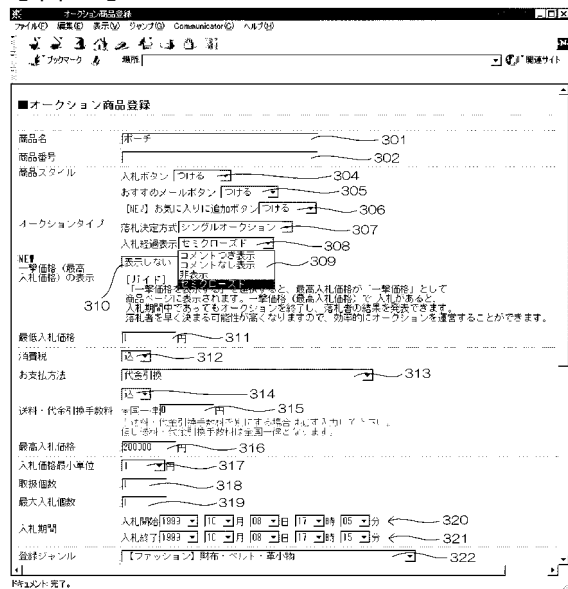 オークション商品登録
ファイル(F) 編集(E) 表示(V) ジャンプ(G) Communicator(C) ヘルプ(H)
ブックマーク 場所: 関連サイト
■オークション商品登録
商品名 ポーチ 301
商品番号 302
商品スタイル 入札ボタン つける 304
おすすめメールボタン つける 305
【NEW】お気に入りに追加ボタン つける 306
オークションタイプ 落札決定方式 シングルオークション 307
入札経過表示 セミクローズド 308
コメントつき表示
コメントなし表示 309
非表示
セミクローズド
NEW
一撃価格(最高
入札価格)の表示 表示しない
310
[ガイド]
「一撃価格を表示する」を選択すると、最高入札価格が「一撃価格」として
商品ページに表示されます。一撃価格(最高入札価格)で入札があると、
入札期間中であってもオークションを終了し、落札者の結果を発表できます。
落札者を早く決まる可能性が高くなりますので、効率的にオークションを運営することができます。
最低入札価格 1 円 311
消費税 込 312
お支払方法 代金引換 313
込 314
送料・代金引換手数料 全国一律 0 円 315
最高入札価格 200000 円 316
入札価格最小単位 1 円 317
取扱個数 1 318
最大入札個数 1 319
入札期間 入札開始 1999 年 10 月 08 日 17 時 05 分 320
入札終了 1999 年 10 月 08 日 17 時 15 分 321
登録ジャンル 【ファッション】財布・ベルト・革小物 322
ドキュメント: 完了。